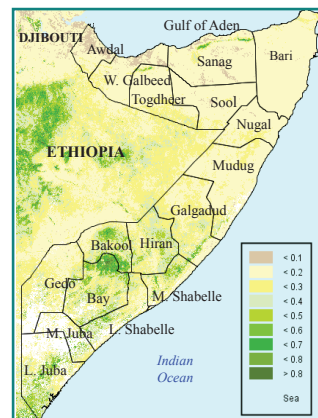 Gulf of Aden
DJIBOUTI
Awdal
Sanag
Bari
W. Galbeed
Togdheer
Sool
Nugal
ETHIOPIA
Mudug
Galgadud
Bakool
Hiran
Gedo
Bay
M. Shabelle
M. Juba
L. Shabelle
L. Juba
Indian
Ocean
< 0.1
< 0.2
< 0.3
< 0.4
< 0.5
< 0.6
< 0.7
< 0.8
> 0.8
Sea